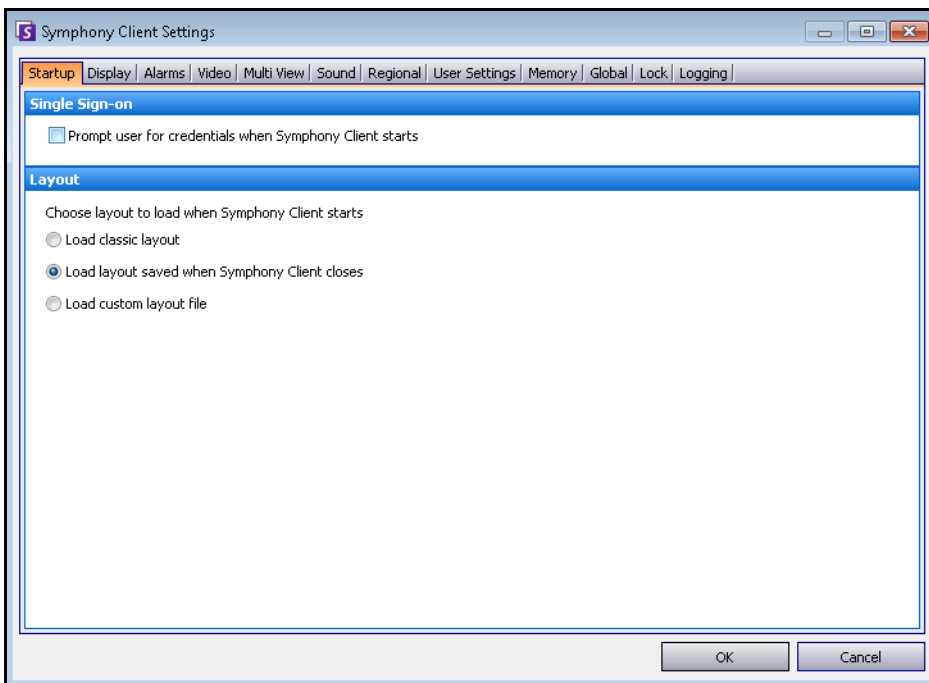 Symphony Client Settings
Startup Display Alarms Video Multi View Sound Regional User Settings Memory Global Lock Logging
Single Sign-on
Prompt user for credentials when Symphony Client starts
Layout
Choose layout to load when Symphony Client starts
Load classic layout
Load layout saved when Symphony Client closes
Load custom layout file
OK Cancel